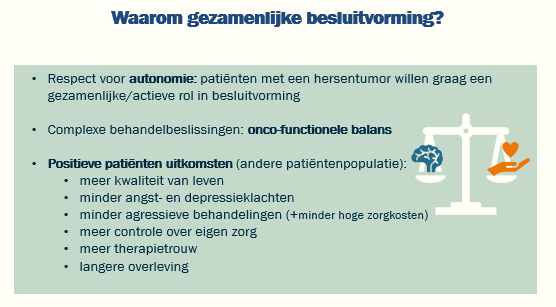 Waarom gezamenlijke besluitvorming?
• Respect voor autonomie: patiënten met een hersentumor willen graag een
gezamenlijke/actieve rol in besluitvorming
• Complexe behandelbeslissingen: onco-functionele balans
• Positieve patiënten uitkomsten (andere patiëntenpopulatie):
• meer kwaliteit van leven
• minder angst- en depressieklachten
• minder agressieve behandelingen (+minder hoge zorgkosten)
• meer controle over eigen zorg
• meer therapietrouw
• langere overleving